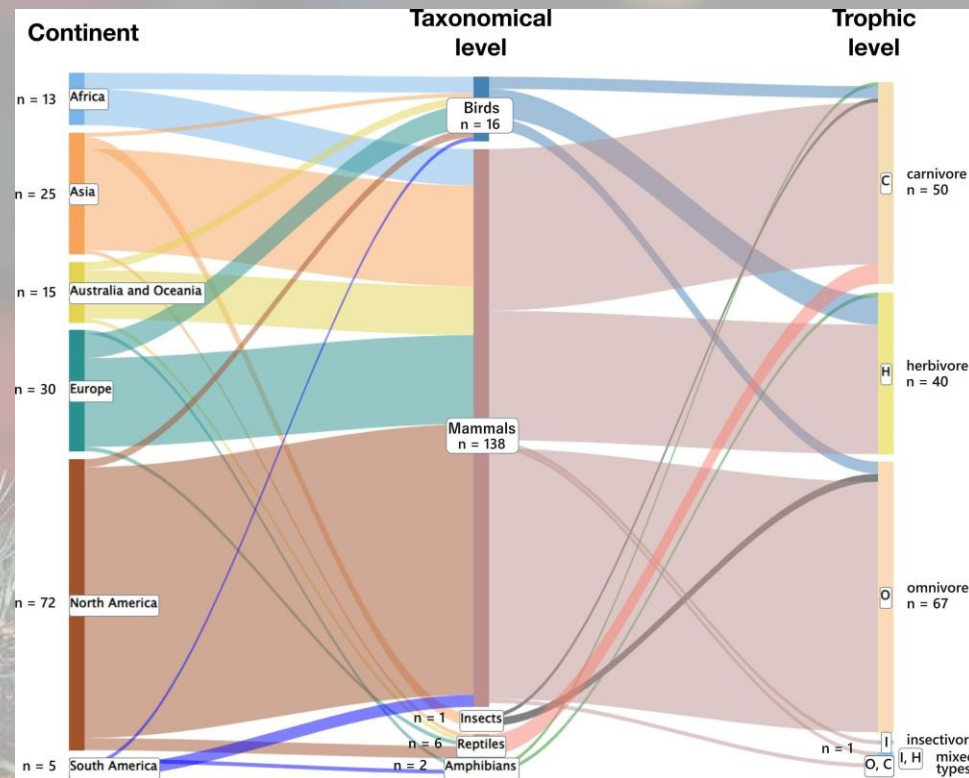 Continent
Taxonomical
level
Trophic
level
n = 13
Africa
n = 25
Asia
n = 15
Australia and Oceania
n = 30
Europe
n = 72
North America
n = 5
South America
Birds
n = 16
Mammals
n = 138
n = 1
Insects
n = 6
Reptiles
n = 2
Amphibians
C
carnivore
n = 50
H
herbivore
n = 40
O
omnivore
n = 67
I
insectivor
n = 1
O, C
I, H
mixe
types